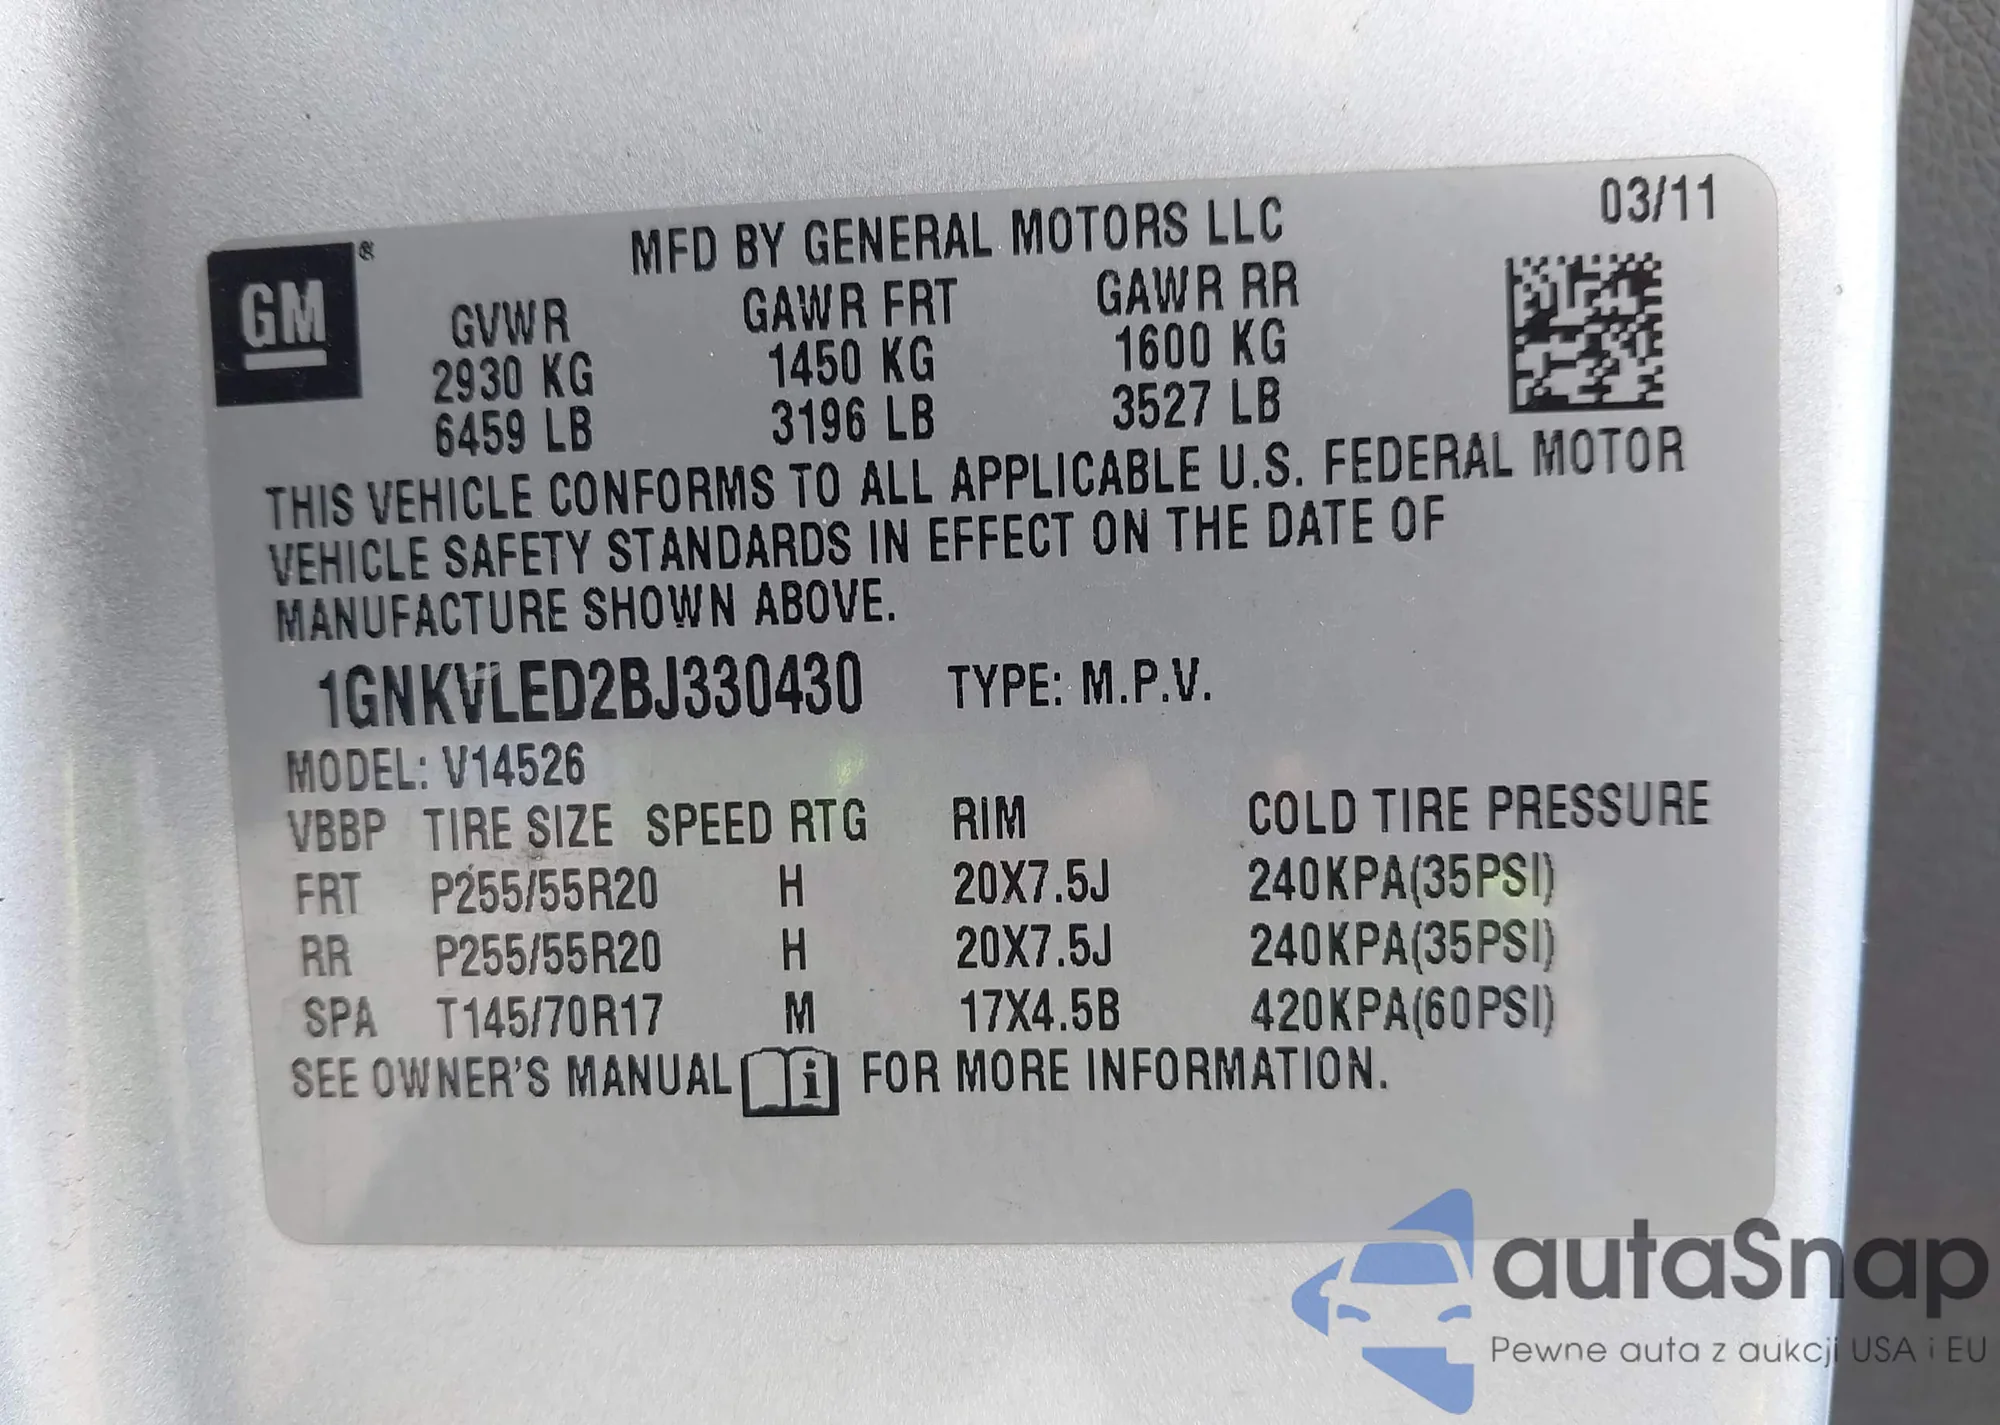 03/11
GM®
MFD BY GENERAL MOTORS LLC
GVWR GAWR FRT GAWR RR
2930 KG 1450 KG 1600 KG
6459 LB 3196 LB 3527 LB
THIS VEHICLE CONFORMS TO ALL APPLICABLE U.S. FEDERAL MOTOR
VEHICLE SAFETY STANDARDS IN EFFECT ON THE DATE OF
MANUFACTURE SHOWN ABOVE.
1GNKVLED2BJ330430 TYPE: M.P.V.
MODEL: V14526
VBBP TIRE SIZE SPEED RTG RIM COLD TIRE PRESSURE
FRT P255/55R20 H 20X7.5J 240KPA(35PSI)
RR P255/55R20 H 20X7.5J 240KPA(35PSI)
SPA T145/70R17 M 17X4.5B 420KPA(60PSI)
SEE OWNER'S MANUAL i FOR MORE INFORMATION.
autaSnap
Pewne auta z aukcji USA i EU